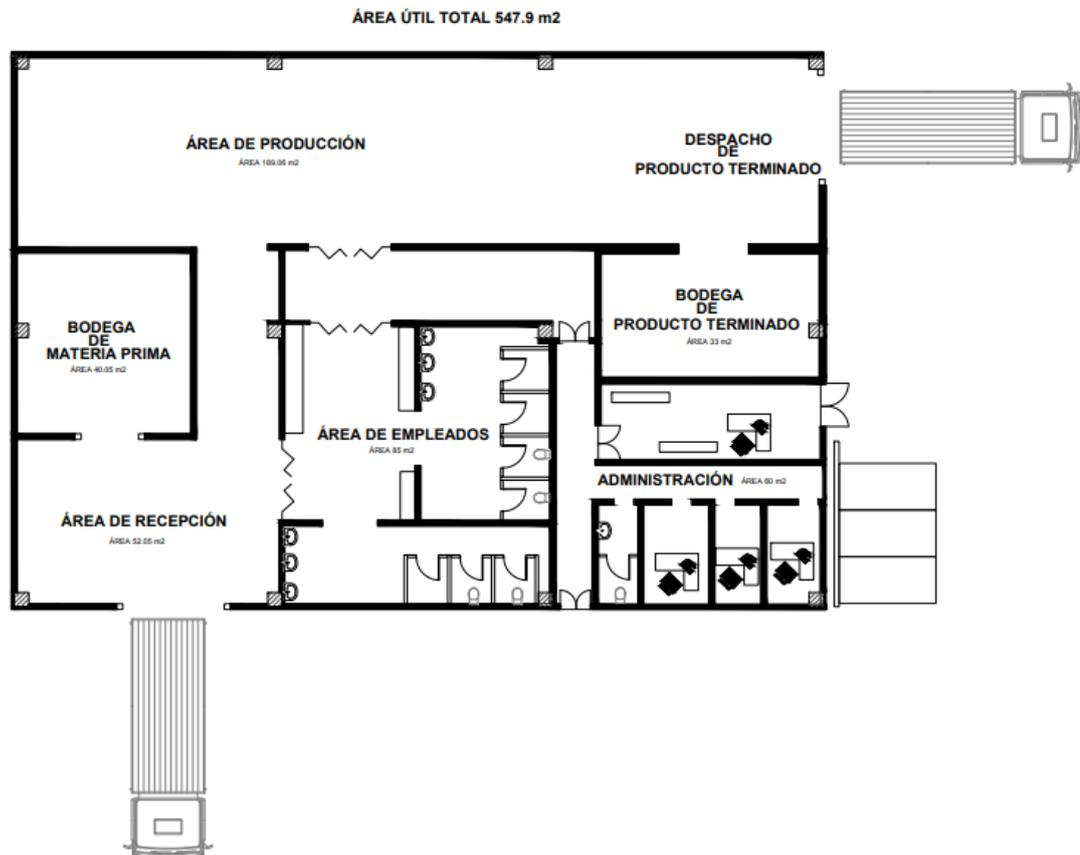 ÁREA ÚTIL TOTAL 547.9 m2
ÁREA DE PRODUCCIÓN
ÁREA 189.06 m2
DESPACHO
DE
PRODUCTO TERMINADO
BODEGA
DE
MATERIA PRIMA
ÁREA 40.05 m2
BODEGA
DE
PRODUCTO TERMINADO
ÁREA 33 m2
ÁREA DE EMPLEADOS
ÁREA 85 m2
ADMINISTRACIÓN
ÁREA 60 m2
ÁREA DE RECEPCIÓN
ÁREA 52.05 m2